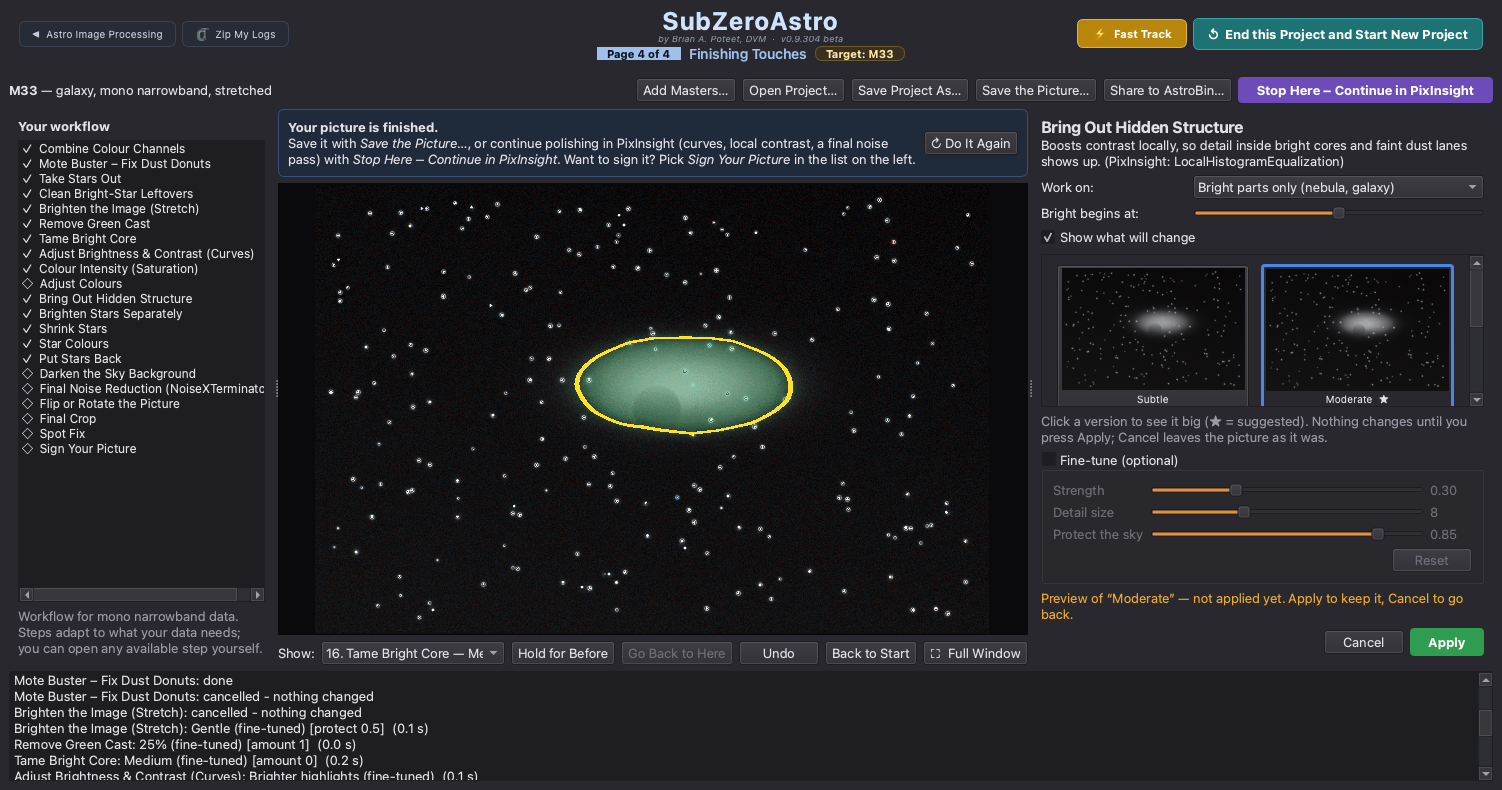 ◄ Astro Image Processing
Zip My Logs
SubZeroAstro
by Brian A. Poteet, DVM · v0.9.304 beta
Page 4 of 4
Finishing Touches
Target: M33
⚡ Fast Track
↺ End this Project and Start New Project
M33 — galaxy, mono narrowband, stretched
Add Masters...
Open Project...
Save Project As...
Save the Picture...
Share to AstroBin...
Stop Here – Continue in PixInsight
Your workflow
✓ Combine Colour Channels
✓ Mote Buster – Fix Dust Donuts
✓ Take Stars Out
✓ Clean Bright-Star Leftovers
✓ Brighten the Image (Stretch)
✓ Remove Green Cast
✓ Tame Bright Core
✓ Adjust Brightness & Contrast (Curves)
✓ Colour Intensity (Saturation)
◇ Adjust Colours
✓ Bring Out Hidden Structure
✓ Brighten Stars Separately
✓ Shrink Stars
✓ Star Colours
✓ Put Stars Back
◇ Darken the Sky Background
◇ Final Noise Reduction (NoiseXTerminato
◇ Flip or Rotate the Picture
◇ Final Crop
◇ Spot Fix
◇ Sign Your Picture
Workflow for mono narrowband data.
Steps adapt to what your data needs;
you can open any available step yourself.
Your picture is finished.
Save it with Save the Picture..., or continue polishing in PixInsight (curves, local contrast, a final noise
pass) with Stop Here – Continue in PixInsight. Want to sign it? Pick Sign Your Picture in the list on the left.
↻ Do It Again
Show:
16. Tame Bright Core — Me
Hold for Before
Go Back to Here
Undo
Back to Start
Full Window
Bring Out Hidden Structure
Boosts contrast locally, so detail inside bright cores and faint dust lanes
shows up. (PixInsight: LocalHistogramEqualization)
Work on:
Bright parts only (nebula, galaxy)
Bright begins at:
✓ Show what will change
Subtle
Moderate ★
Click a version to see it big (★ = suggested). Nothing changes until you
press Apply; Cancel leaves the picture as it was.
Fine-tune (optional)
Strength 0.30
Detail size 8
Protect the sky 0.85
Reset
Preview of “Moderate” — not applied yet. Apply to keep it, Cancel to go
back.
Cancel
Apply
Mote Buster – Fix Dust Donuts: done
Mote Buster – Fix Dust Donuts: cancelled - nothing changed
Brighten the Image (Stretch): cancelled - nothing changed
Brighten the Image (Stretch): Gentle (fine-tuned) [protect 0.5] (0.1 s)
Remove Green Cast: 25% (fine-tuned) [amount 1] (0.0 s)
Tame Bright Core: Medium (fine-tuned) [amount 0] (0.2 s)
Adjust Brightness & Contrast (Curves): Brighter highlights (fine-tuned) (0.1 s)